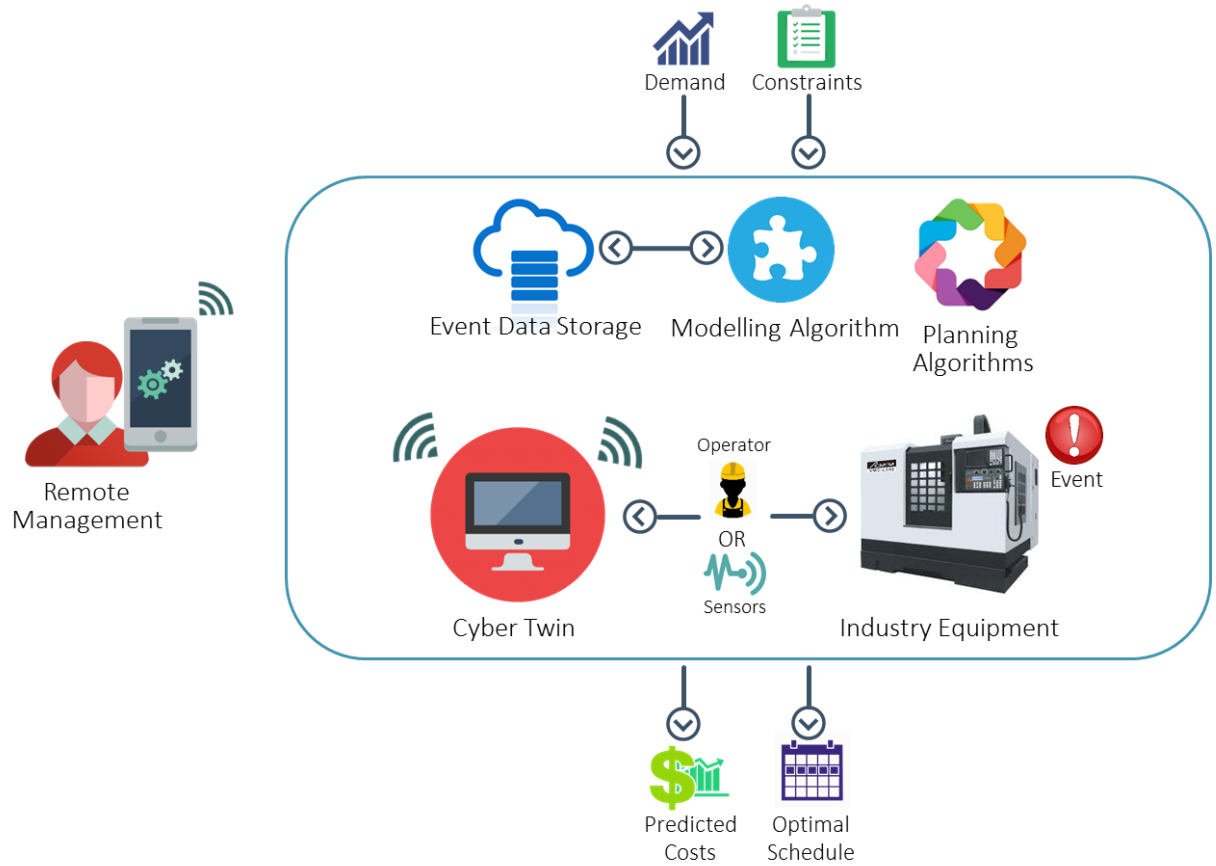 Demand
Constraints
Event Data Storage
Modelling Algorithm
Planning
Algorithms
Remote
Management
Operator
OR
Sensors
Event
Cyber Twin
Industry Equipment
$
Predicted
Costs
Optimal
Schedule